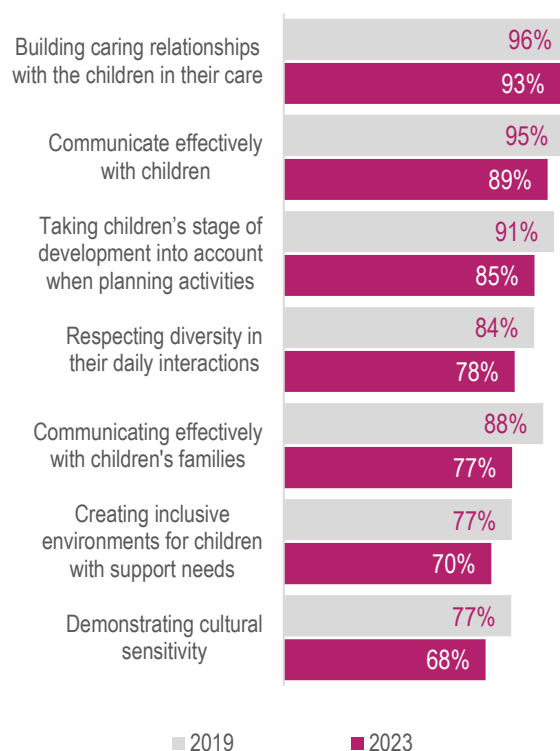 Building caring relationships
with the children in their care
96%
93%
Communicate effectively
with children
95%
89%
Taking children’s stage of
development into account
when planning activities
91%
85%
Respecting diversity in
their daily interactions
84%
78%
Communicating effectively
with children's families
88%
77%
Creating inclusive
environments for children
with support needs
77%
70%
Demonstrating cultural
sensitivity
77%
68%
2019
2023